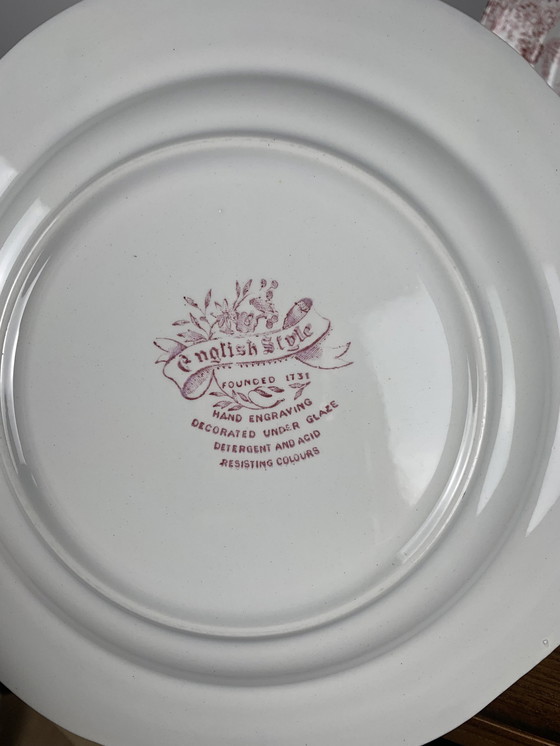 English Style
FOUNDED 1731
HAND ENGRAVING
DECORATED UNDER GLAZE
DETERGENT AND ACID
RESISTING COLOURS